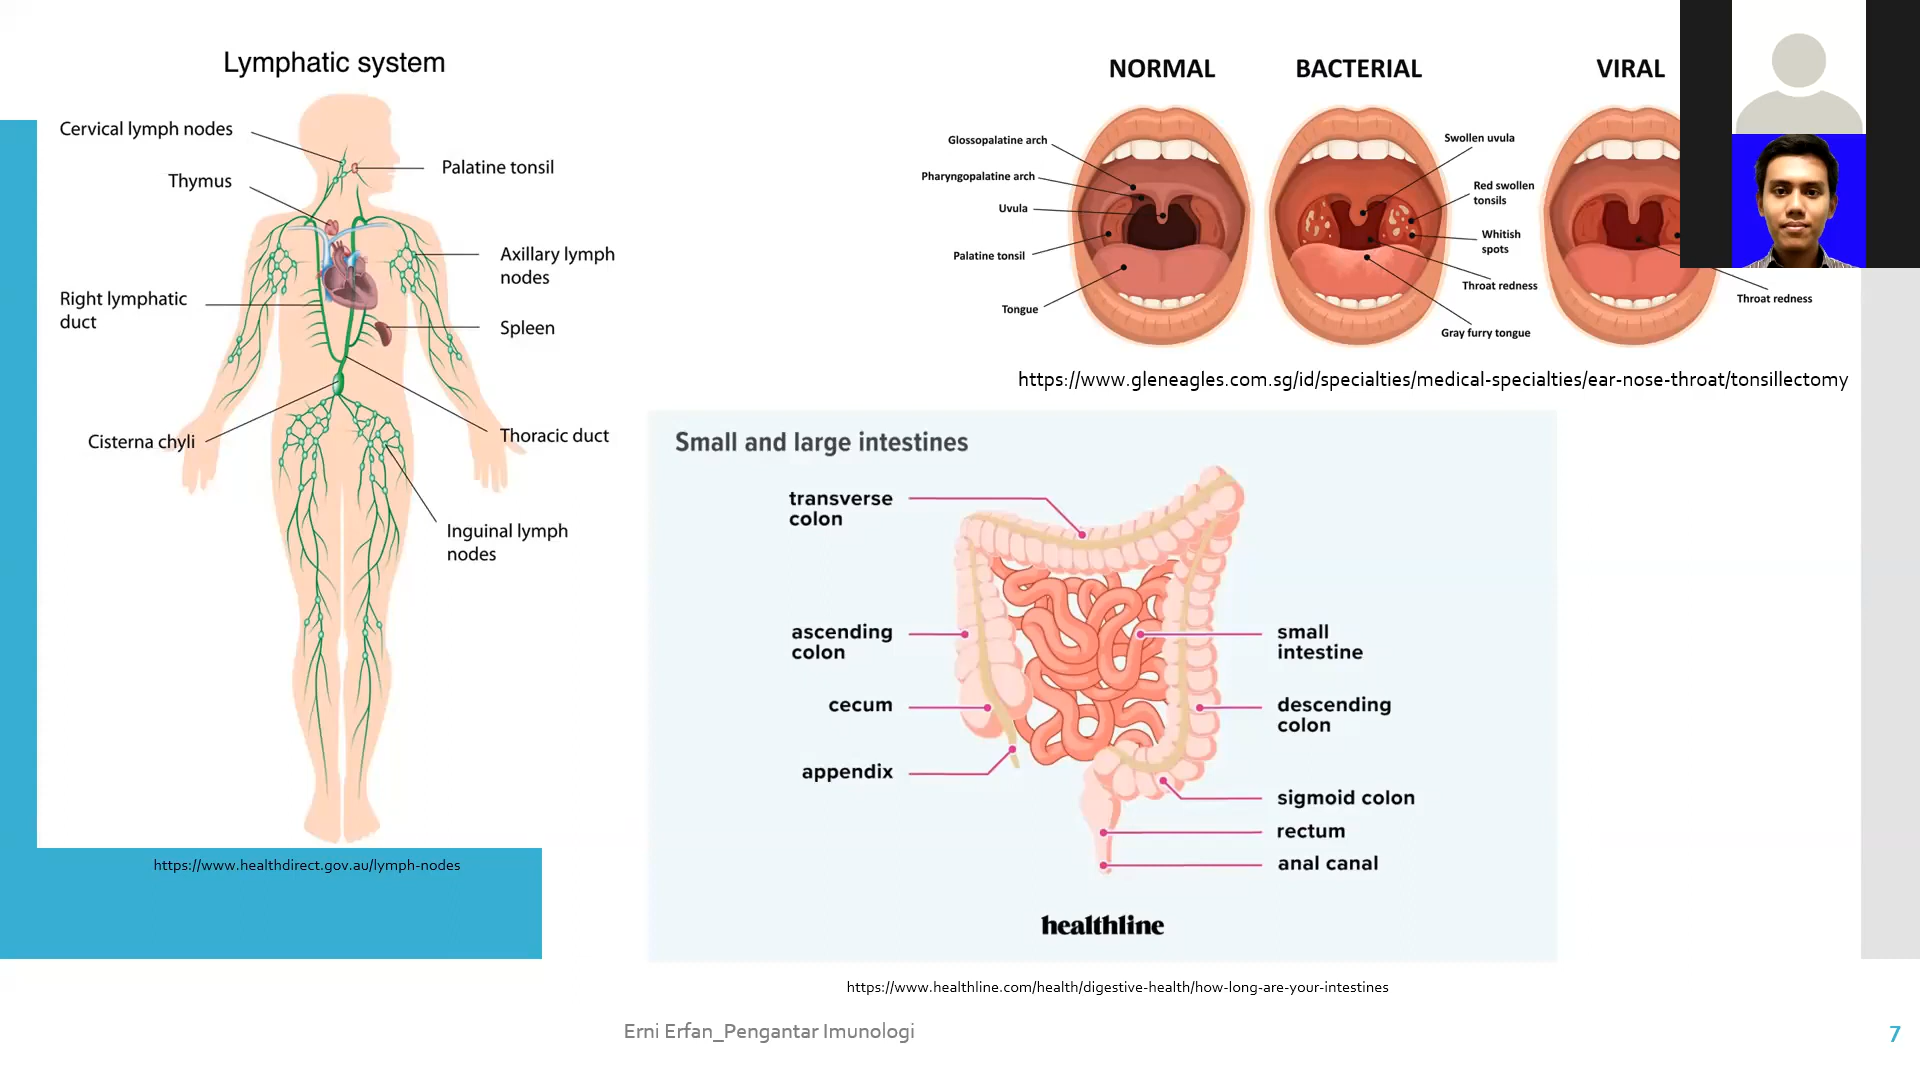 Lymphatic system
Cervical lymph nodes
Thymus
Palatine tonsil
Axillary lymph
nodes
Right lymphatic
duct
Spleen
Cisterna chyli
Thoracic duct
Inguinal lymph
nodes
https://www.healthdirect.gov.au/lymph-nodes
NORMAL
BACTERIAL
VIRAL
Glossopalatine arch
Pharyngopalatine arch
Uvula
Palatine tonsil
Tongue
Swollen uvula
Red swollen
tonsils
Whitish
spots
Throat redness
Gray furry tongue
Throat redness
https://www.gleneagles.com.sg/id/specialties/medical-specialties/ear-nose-throat/tonsillectomy
Small and large intestines
transverse
colon
ascending
colon
cecum
appendix
small
intestine
descending
colon
sigmoid colon
rectum
anal canal
healthline
https://www.healthline.com/health/digestive-health/how-long-are-your-intestines
Erni Erfan_Pengantar Imunologi
7